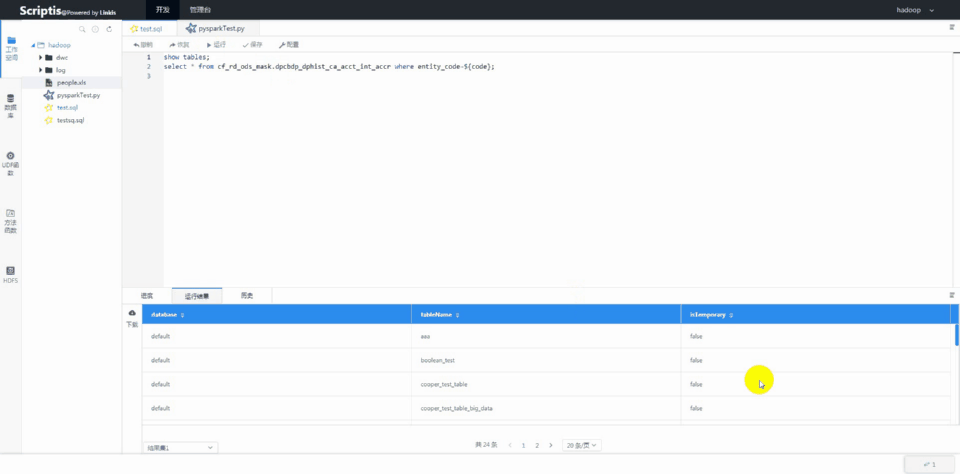 Scriptis@Powered by Linkis
开发
管理台
hadoop
工作空间
数据库
UDF函数
方法函数
HDFS
hadoop
dwc
log
people.xls
pysparkTest.py
test.sql
testsq.sql
test.sql
pysparkTest.py
撤销
恢复
运行
保存
配置
1 show tables;
2 select * from cf_rd_ods_mask.dpcbdp_dphist_ca_acct_int_accr where entity_code=${code};
3
进度
运行结果
历史
下载
database
tableName
isTemporary
default
aaa
false
default
boolean_test
false
default
cooper_test_table
false
default
cooper_test_table_big_data
false
结果集1
共 24 条
1
2
20 条/页
1